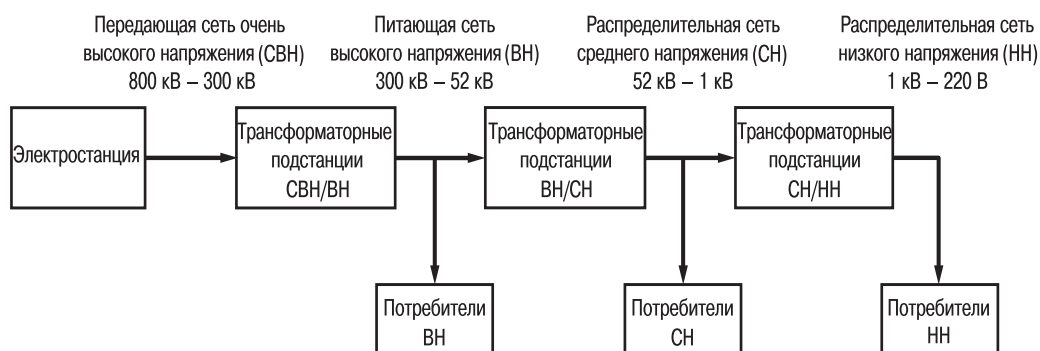 Передающая сеть очень
высокого напряжения (СВН)
800 кВ – 300 кВ
Питающая сеть
высокого напряжения (ВН)
300 кВ – 52 кВ
Распределительная сеть
среднего напряжения (СН)
52 кВ – 1 кВ
Распределительная сеть
низкого напряжения (НН)
1 кВ – 220 В
Электростанция
Трансформаторные
подстанции
СВН/ВН
Трансформаторные
подстанции
ВН/СН
Трансформаторные
подстанции
СН/НН
Потребители
ВН
Потребители
СН
Потребители
НН